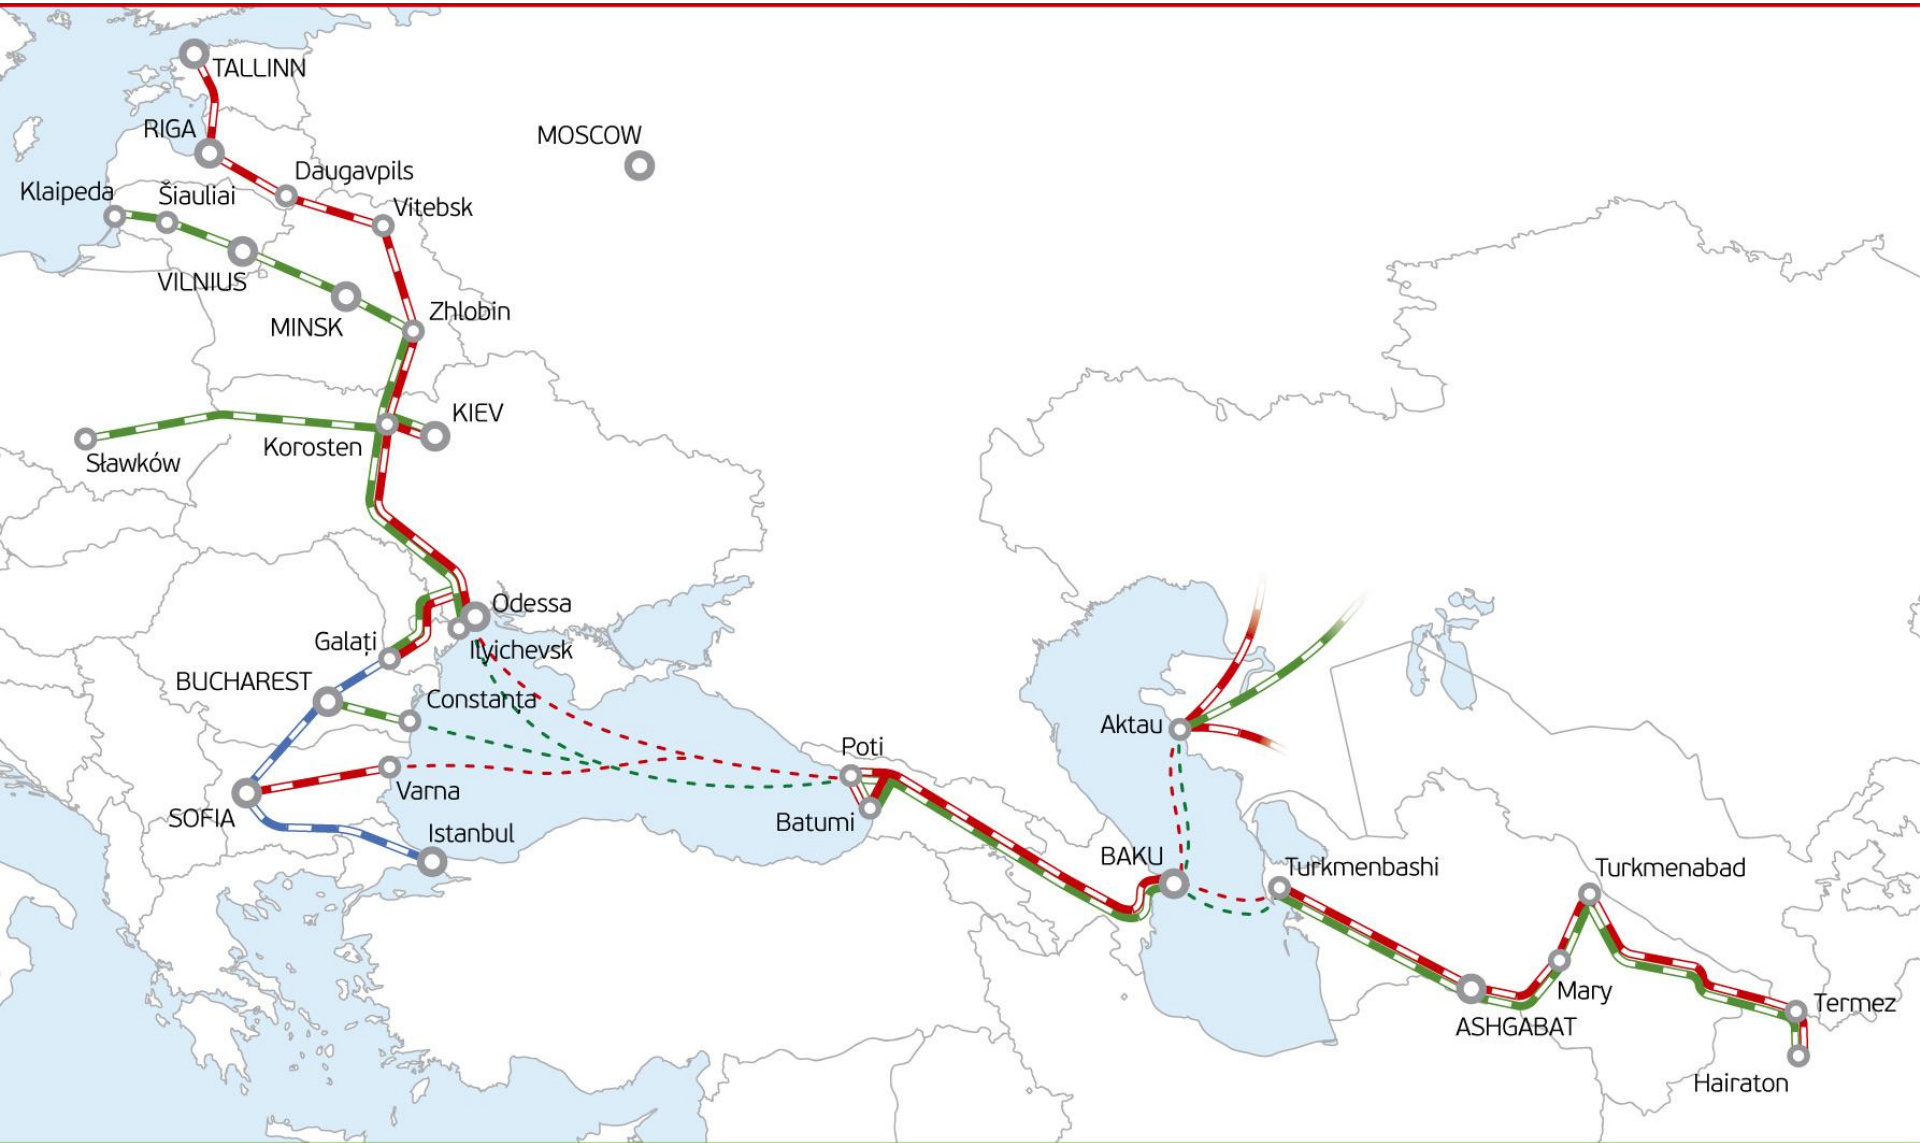 TALLINN
RIGA
MOSCOW
Daugavpils
Klaipeda
Šiauliai
Vitebsk
VILNIUS
MINSK
Zhlobin
KIEV
Korosten
Sławków
Odessa
Galați
Ilyichevsk
BUCHAREST
Constanta
Aktau
Poti
Varna
SOFIA
Batumi
Istanbul
BAKU
Turkmenbashi
Turkmenabad
Mary
Termez
ASHGABAT
Hairaton